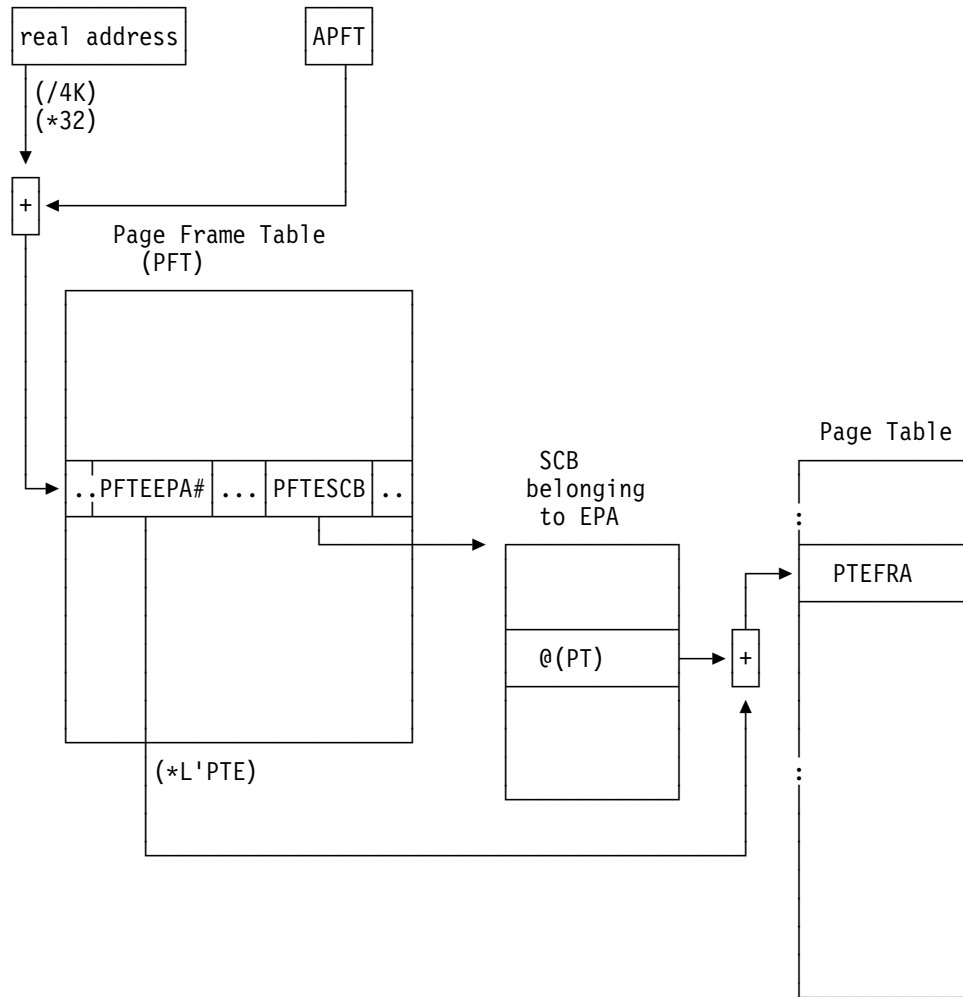 real address
APFT
(/4K)
(*32)
+
Page Frame Table
(PFT)
Page Table
.. PFTEEPA# ... PFTESCB ..
SCB
belonging
to EPA
:
PTEFRA
@(PT)
+
(*L'PTE)
: